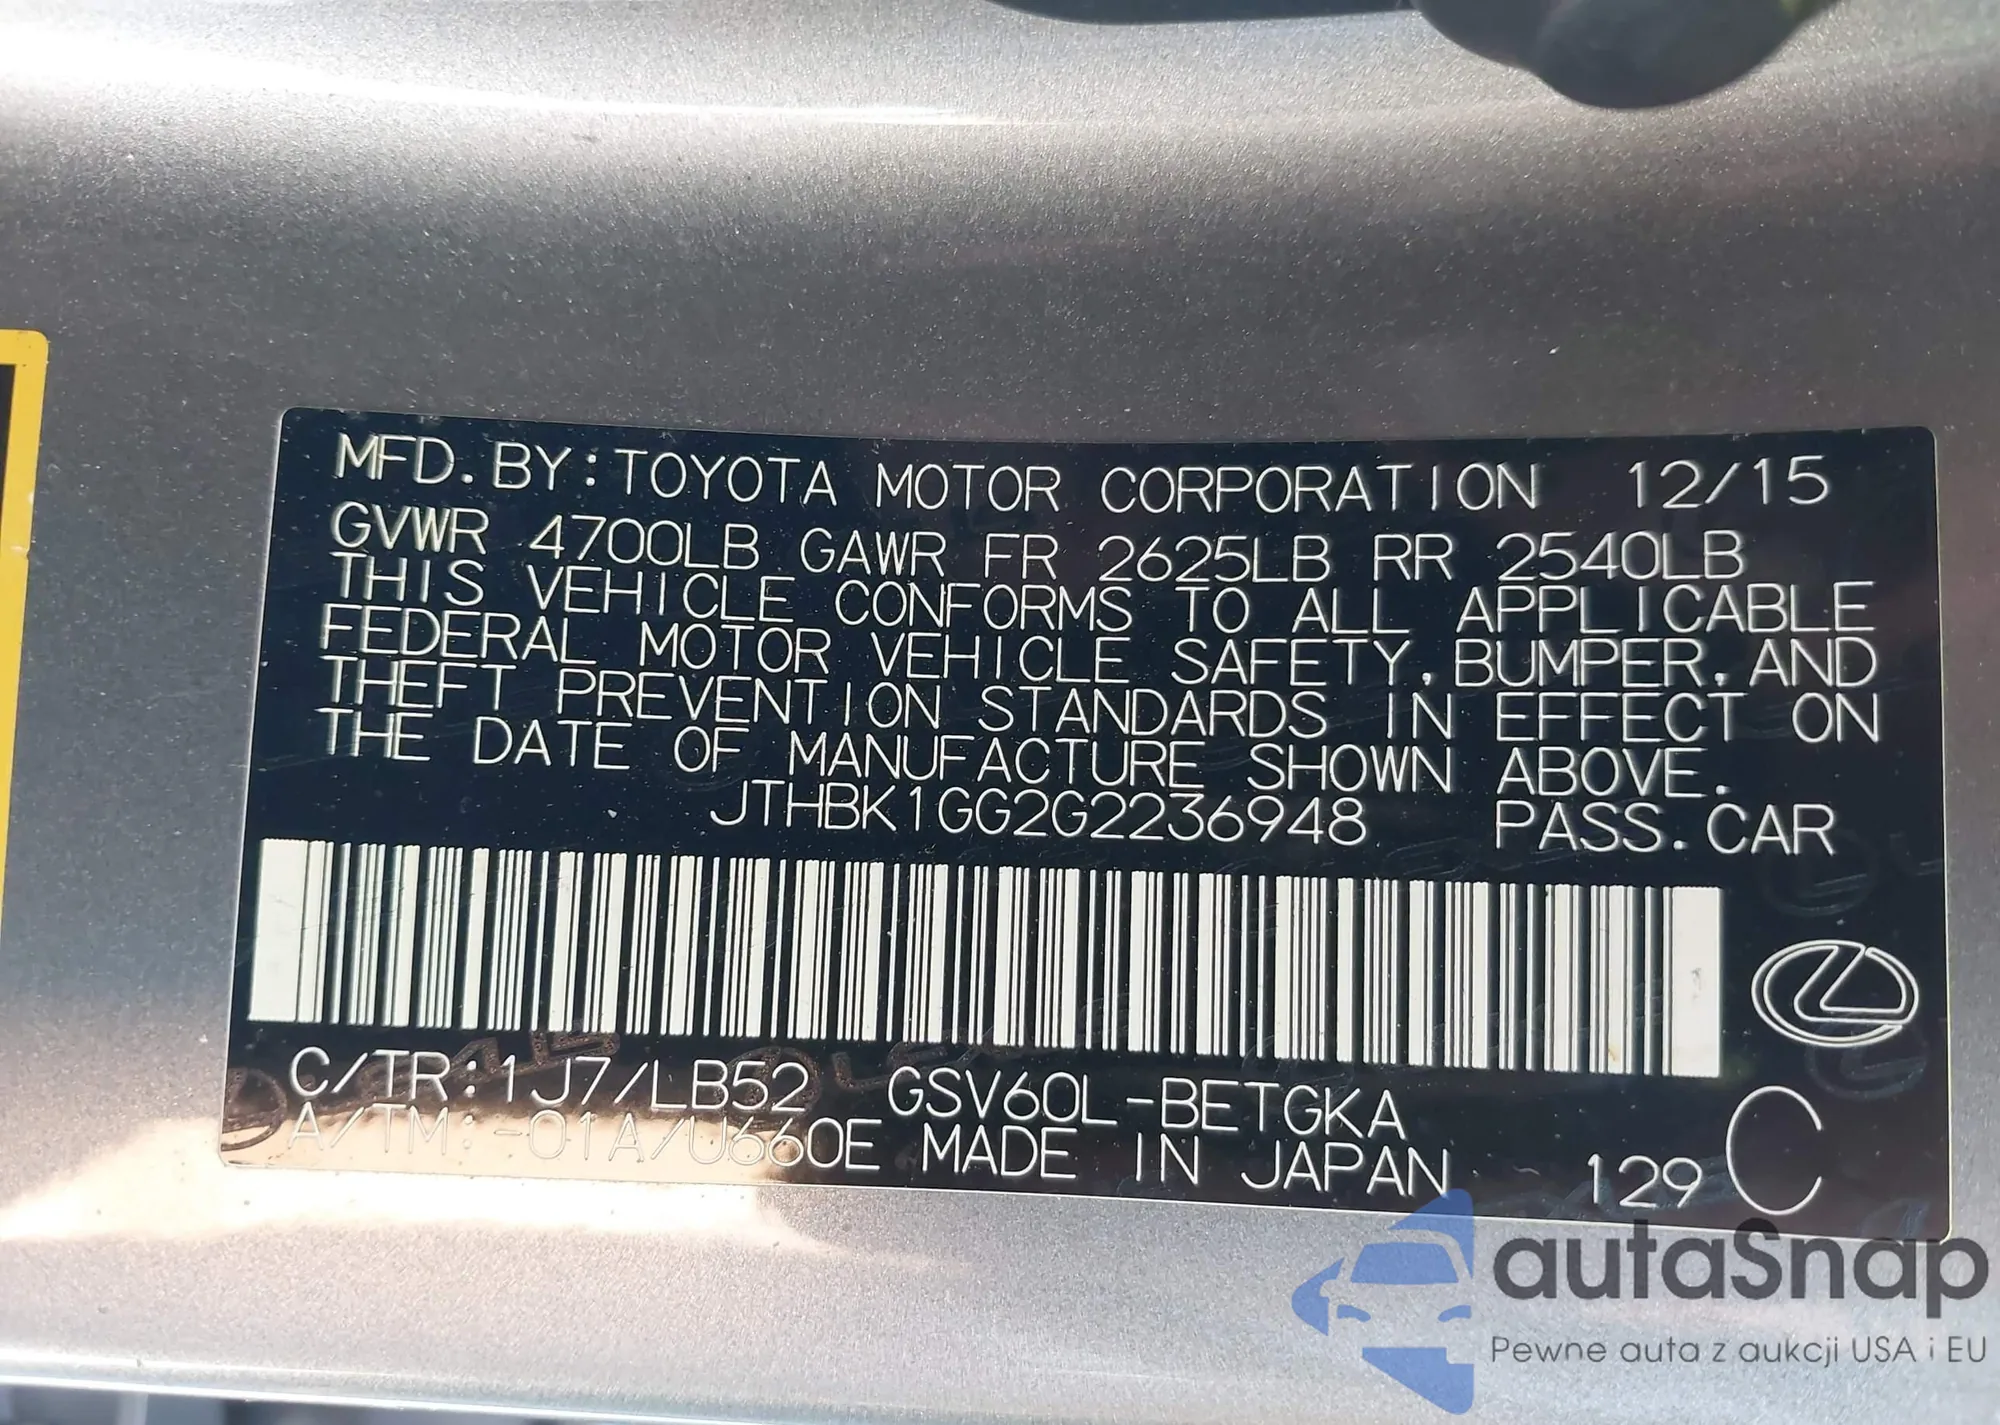 MFD. BY: TOYOTA MOTOR CORPORATION 12/15
GVWR 4700LB GAWR FR 2625LB RR 2540LB
THIS VEHICLE CONFORMS TO ALL APPLICABLE
FEDERAL MOTOR VEHICLE SAFETY, BUMPER, AND
THEFT PREVENTION STANDARDS IN EFFECT ON
THE DATE OF MANUFACTURE SHOWN ABOVE.
JTHBK1GG2G2236948 PASS. CAR
C/TR: 1J7/LB52 GSV60L-BETGKA
A/TM: -01A/U660E MADE IN JAPAN 129 C
autaSnap
Pewne auta z aukcji USA i EU